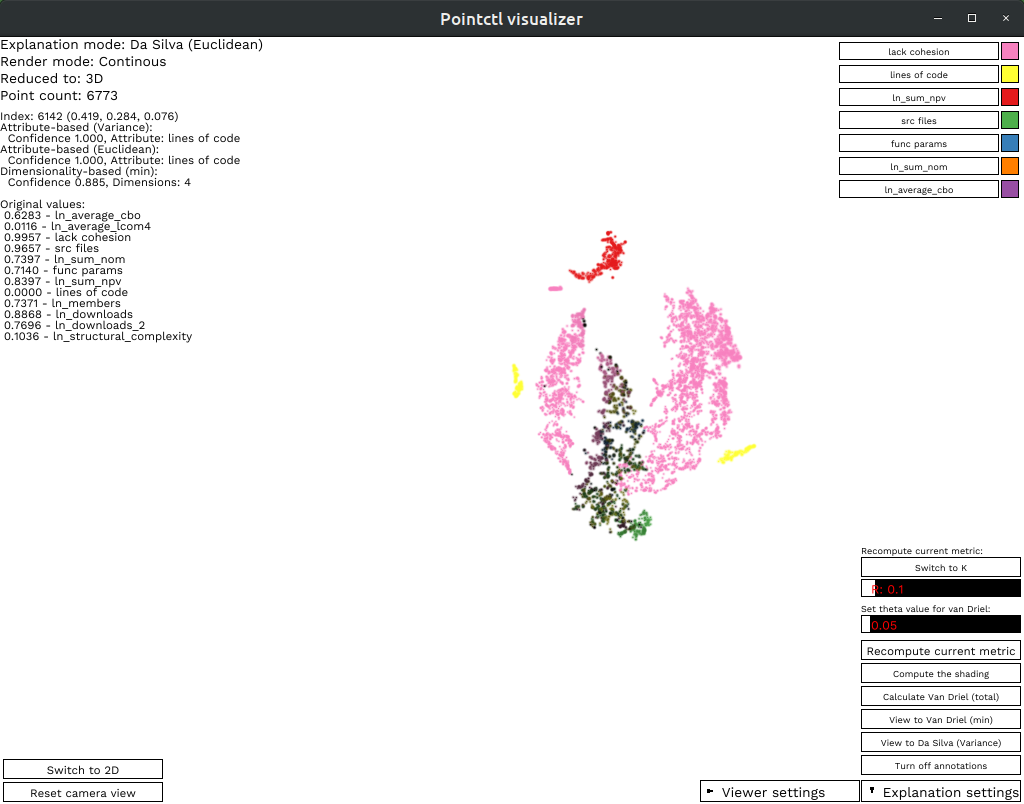 Pointctl visualizer
Explanation mode: Da Silva (Euclidean)
Render mode: Continous
Reduced to: 3D
Point count: 6773
Index: 6142 (0.419, 0.284, 0.076)
Attribute-based (Variance):
Confidence 1.000, Attribute: lines of code
Attribute-based (Euclidean):
Confidence 1.000, Attribute: lines of code
Dimensionality-based (min):
Confidence 0.885, Dimensions: 4
Original values:
0.6283 - ln_average_cbo
0.0116 - ln_average_lcom4
0.9957 - lack cohesion
0.9657 - src files
0.7397 - ln_sum_nom
0.7140 - func params
0.8397 - ln_sum_npv
0.0000 - lines of code
0.7371 - ln_members
0.8868 - ln_downloads
0.7696 - ln_downloads_2
0.1036 - ln_structural_complexity
lack cohesion
lines of code
ln_sum_npv
src files
func params
ln_sum_nom
ln_average_cbo
Recompute current metric:
Switch to K
R: 0.1
Set theta value for van Driel:
0.05
Recompute current metric
Compute the shading
Calculate Van Driel (total)
View to Van Driel (min)
View to Da Silva (Variance)
Turn off annotations
Switch to 2D
Reset camera view
Viewer settings
Explanation settings